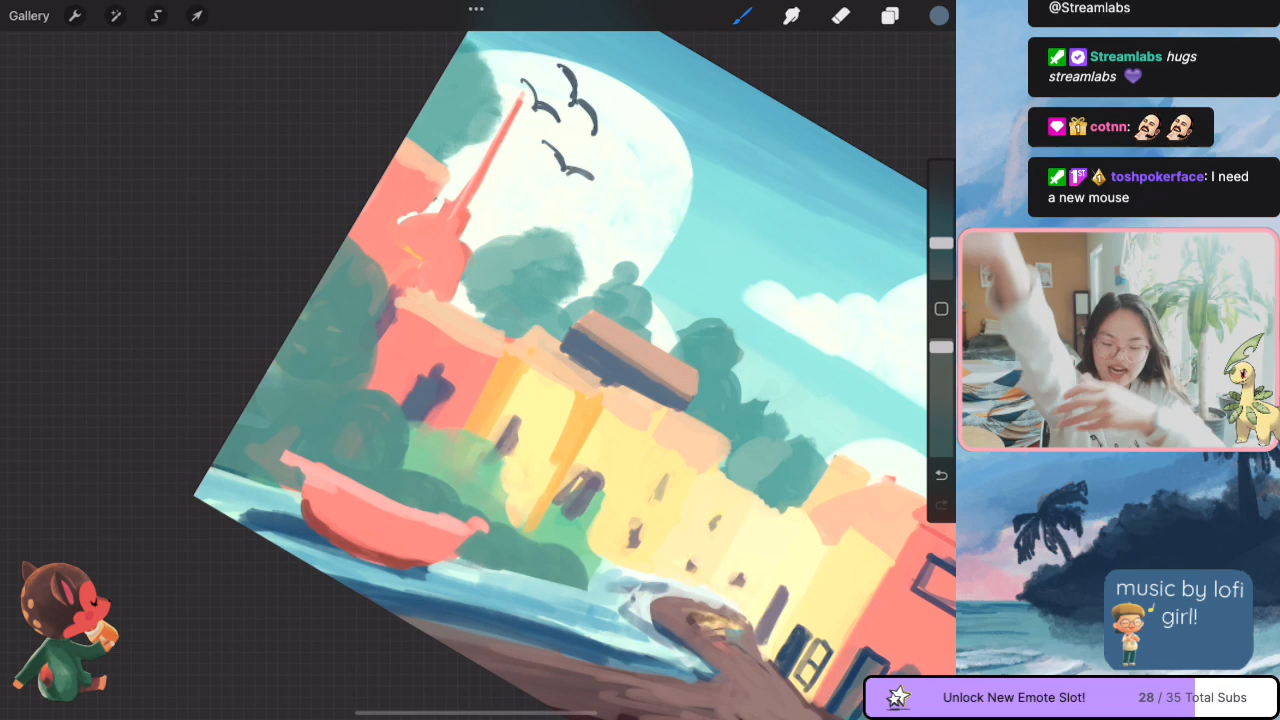 Gallery
@Streamlabs
Streamlabs hugs
streamlabs
cotnn:
1ST toshpokerface: I need
a new mouse
music by lofi
girl!
Unlock New Emote Slot! 28 / 35 Total Subs